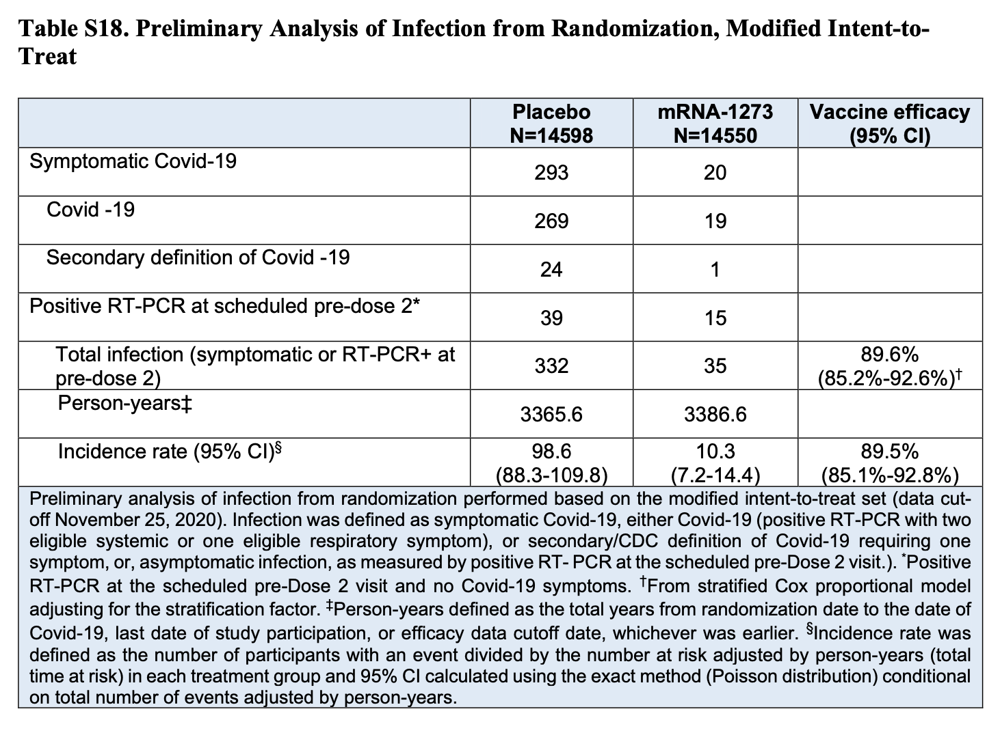 Table S18. Preliminary Analysis of Infection from Randomization, Modified Intent-to-
Treat
Placebo
N=14598
mRNA-1273
N=14550
Vaccine efficacy
(95% CI)
Symptomatic Covid-19
293
20
Covid -19
269
19
Secondary definition of Covid -19
24
1
Positive RT-PCR at scheduled pre-dose 2*
39
15
Total infection (symptomatic or RT-PCR+ at
pre-dose 2)
332
35
89.6%
(85.2%-92.6%)†
Person-years‡
3365.6
3386.6
Incidence rate (95% CI)§
98.6
(88.3-109.8)
10.3
(7.2-14.4)
89.5%
(85.1%-92.8%)
Preliminary analysis of infection from randomization performed based on the modified intent-to-treat set (data cut-
off November 25, 2020). Infection was defined as symptomatic Covid-19, either Covid-19 (positive RT-PCR with two
eligible systemic or one eligible respiratory symptom), or secondary/CDC definition of Covid-19 requiring one
symptom, or, asymptomatic infection, as measured by positive RT- PCR at the scheduled pre-Dose 2 visit.). *Positive
RT-PCR at the scheduled pre-Dose 2 visit and no Covid-19 symptoms. †From stratified Cox proportional model
adjusting for the stratification factor. ‡Person-years defined as the total years from randomization date to the date of
Covid-19, last date of study participation, or efficacy data cutoff date, whichever was earlier. §Incidence rate was
defined as the number of participants with an event divided by the number at risk adjusted by person-years (total
time at risk) in each treatment group and 95% CI calculated using the exact method (Poisson distribution) conditional
on total number of events adjusted by person-years.